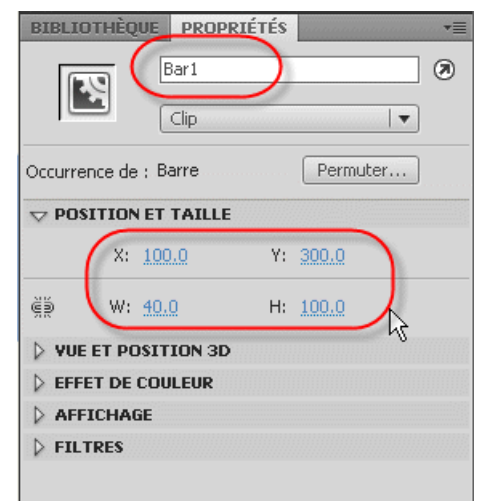 BIBLIOTHÈQUE PROPRIÉTÉS
Bar1
Clip
Occurrence de : Barre Permuter...
POSITION ET TAILLE
X: 100.0 Y: 300.0
W: 40.0 H: 100.0
VUE ET POSITION 3D
EFFET DE COULEUR
AFFICHAGE
FILTRES